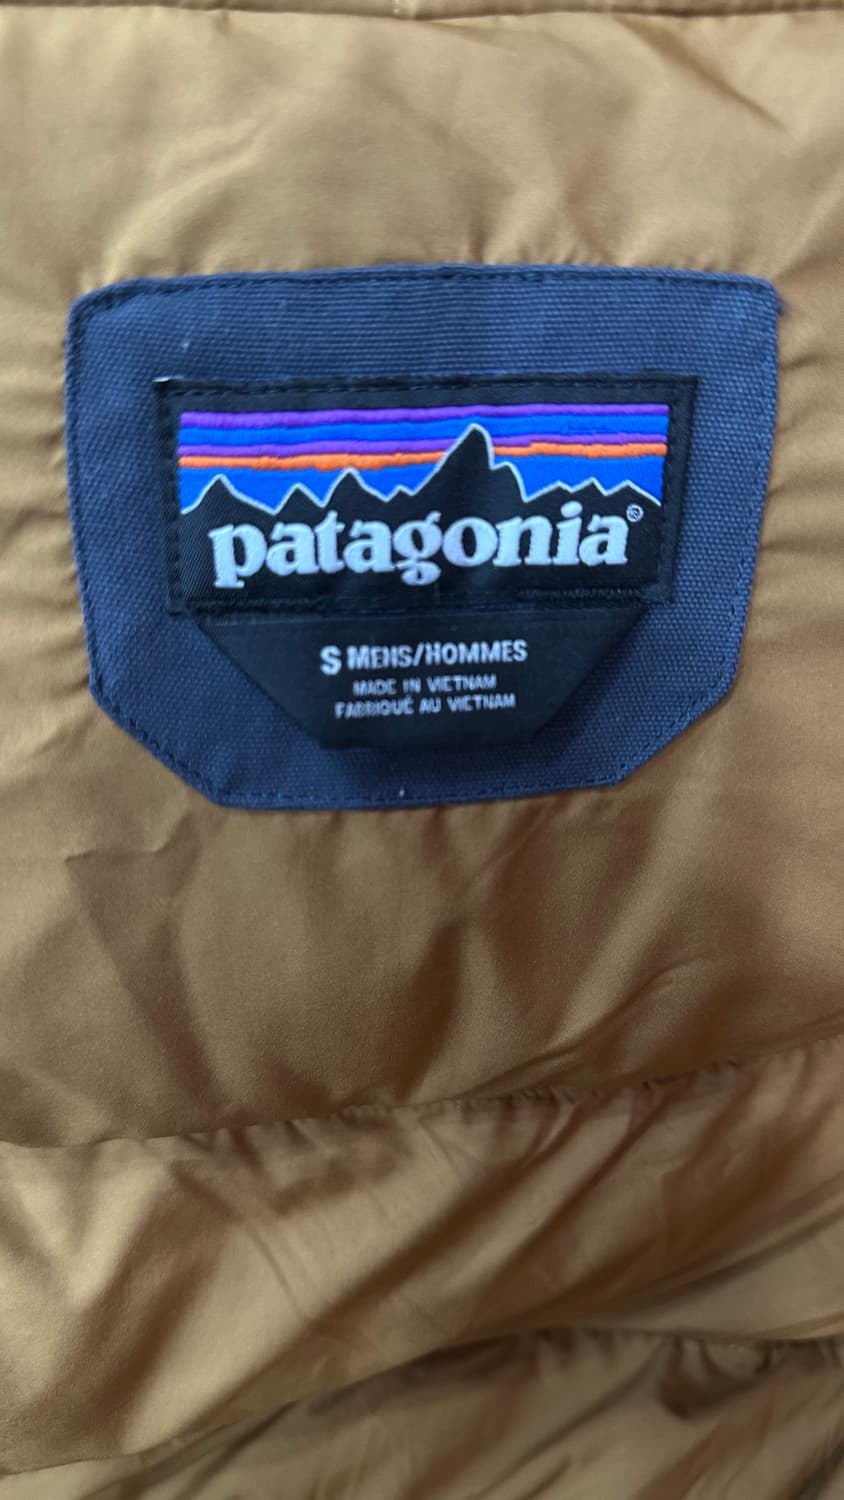 patagonia®
S MENS/HOMMES
MADE IN VIETNAM
FABRIQUÉ AU VIETNAM